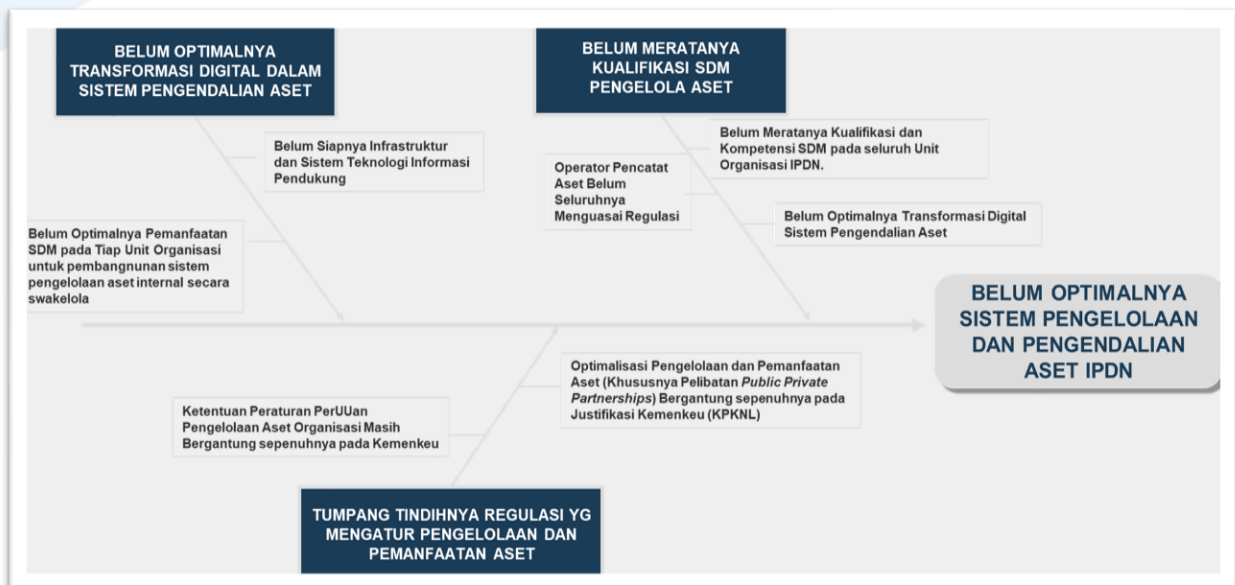 BELUM OPTIMALNYA
TRANSFORMASI DIGITAL DALAM
SISTEM PENGENDALIAN ASET
Belum Siapnya Infrastruktur
dan Sistem Teknologi Informasi
Pendukung
Belum Optimalnya Pemanfaatan
SDM pada Tiap Unit Organisasi
untuk pembangnunan sistem
pengelolaan aset internal secara
swakelola
BELUM MERATANYA
KUALIFIKASI SDM
PENGELOLA ASET
Belum Meratanya Kualifikasi dan
Kompetensi SDM pada seluruh Unit
Organisasi IPDN.
Operator Pencatat
Aset Belum
Seluruhnya
Menguasai Regulasi
Belum Optimalnya Transformasi Digital
Sistem Pengendalian Aset
BELUM OPTIMALNYA
SISTEM PENGELOLAAN
DAN PENGENDALIAN
ASET IPDN
Optimalisasi Pengelolaan dan Pemanfaatan
Aset (Khususnya Pelibatan Public Private
Partnerships) Bergantung sepenuhnya pada
Justifikasi Kemenkeu (KPKNL)
Ketentuan Peraturan PerUUan
Pengelolaan Aset Organisasi Masih
Bergantung sepenuhnya pada Kemenkeu
TUMPANG TINDIHNYA REGULASI YG
MENGATUR PENGELOLAAN DAN
PEMANFAATAN ASET